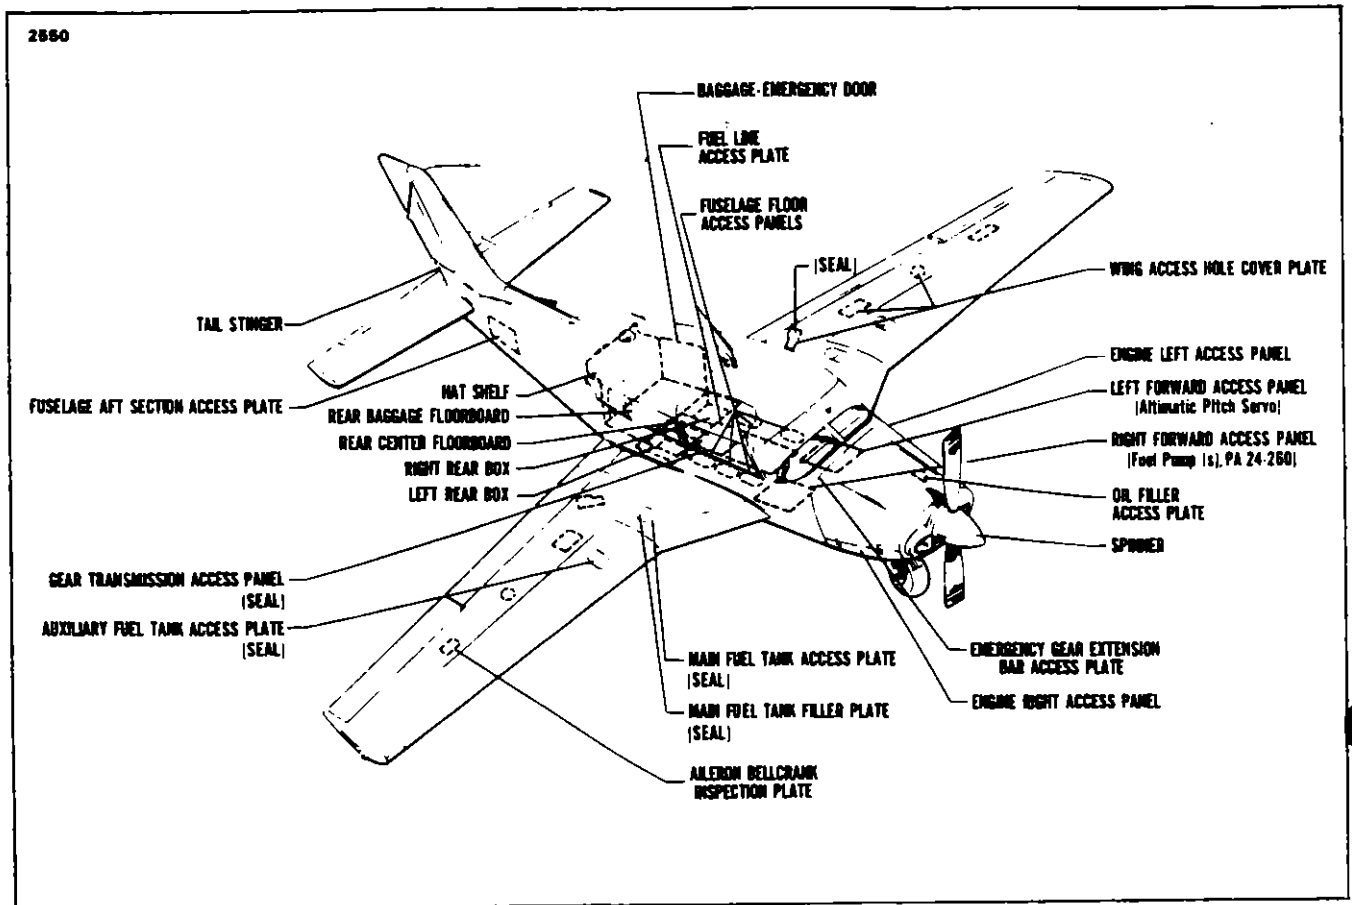 2550
BAGGAGE-EMERGENCY DOOR
FUEL LINE
ACCESS PLATE
FUSELAGE FLOOR
ACCESS PANELS
(SEAL)
WING ACCESS HOLE COVER PLATE
TAIL STINGER
ENGINE LEFT ACCESS PANEL
FUSELAGE AFT SECTION ACCESS PLATE
HAT SHELF
REAR BAGGAGE FLOORBOARD
REAR CENTER FLOORBOARD
RIGHT REAR BOX
LEFT REAR BOX
LEFT FORWARD ACCESS PANEL
(Altimatic Pitch Servo)
RIGHT FORWARD ACCESS PANEL
(Fuel Pump (s), PA 24-260)
OIL FILLER
ACCESS PLATE
SPINNER
GEAR TRANSMISSION ACCESS PANEL
(SEAL)
AUXILIARY FUEL TANK ACCESS PLATE
(SEAL)
MAIN FUEL TANK ACCESS PLATE
(SEAL)
MAIN FUEL TANK FILLER PLATE
(SEAL)
EMERGENCY GEAR EXTENSION
BAR ACCESS PLATE
ENGINE RIGHT ACCESS PANEL
AILERON BELLCRANK
INSPECTION PLATE